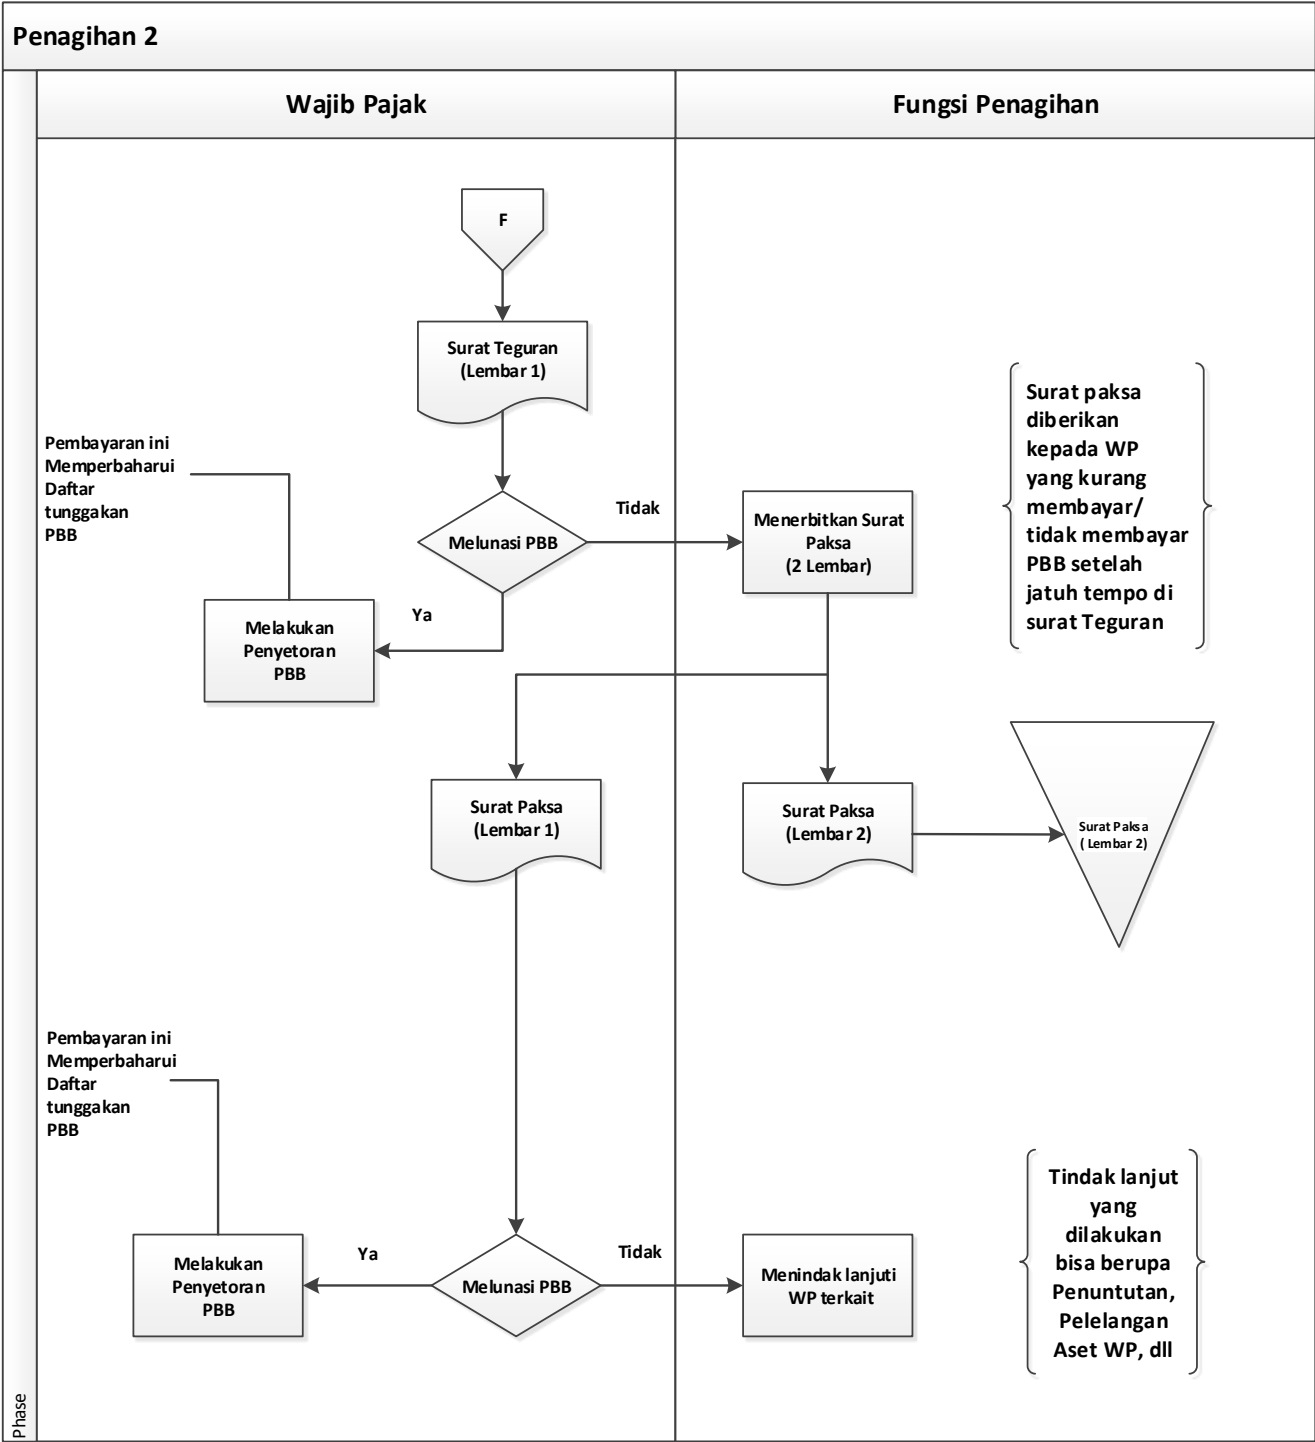 Penagihan 2
Wajib Pajak
Fungsi Penagihan
F
Surat Teguran
(Lembar 1)
Surat paksa
diberikan
kepada WP
yang kurang
membayar/
tidak membayar
PBB setelah
jatuh tempo di
surat Teguran
Pembayaran ini
Memperbaharui
Daftar
tunggakan
PBB
Melunasi PBB
Tidak
Menerbitkan Surat
Paksa
(2 Lembar)
Ya
Melakukan
Penyetoran
PBB
Surat Paksa
(Lembar 1)
Surat Paksa
(Lembar 2)
Surat Paksa
( Lembar 2)
Pembayaran ini
Memperbaharui
Daftar
tunggakan
PBB
Melakukan
Penyetoran
PBB
Ya
Melunasi PBB
Tidak
Menindak lanjuti
WP terkait
Tindak lanjut
yang
dilakukan
bisa berupa
Penuntutan,
Pelelangan
Aset WP, dll
Phase